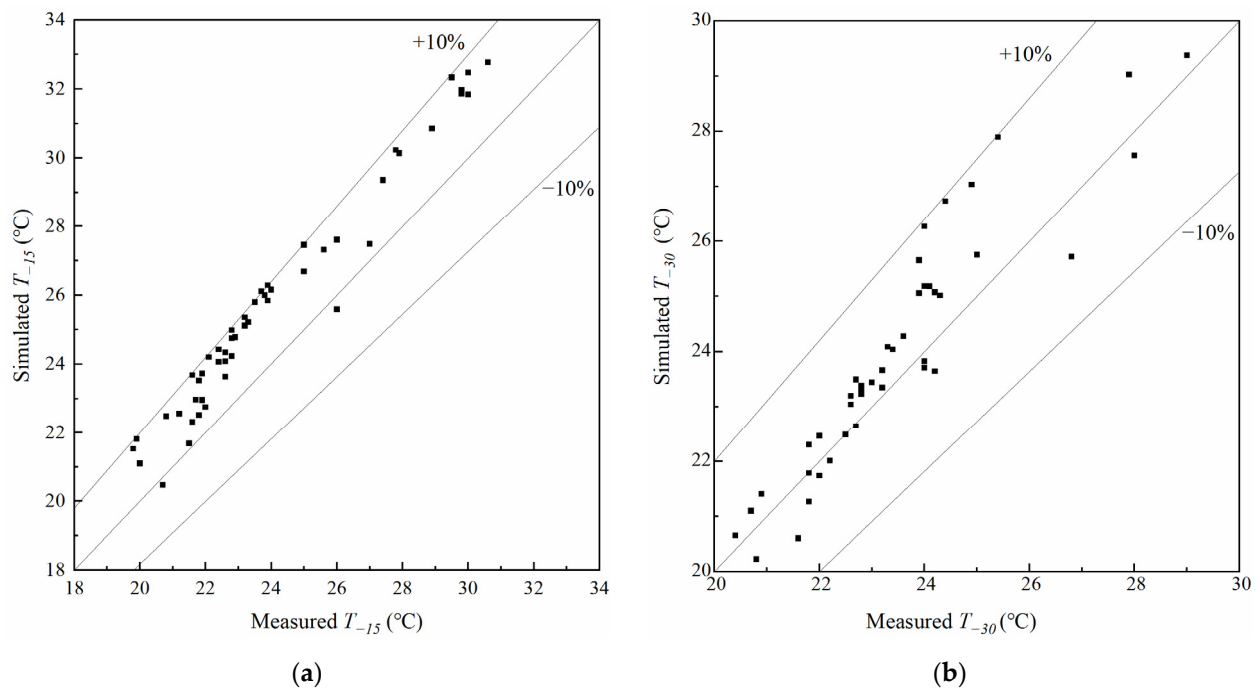 34
32
30
28
26
24
22
20
18
Simulated T−15 (℃)
+10%
−10%
18 20 22 24 26 28 30 32 34
Measured T−15 (℃)
(a)
30
28
26
24
22
20
Simulated T−30 (℃)
+10%
−10%
20 22 24 26 28 30
Measured T−30 (℃)
(b)